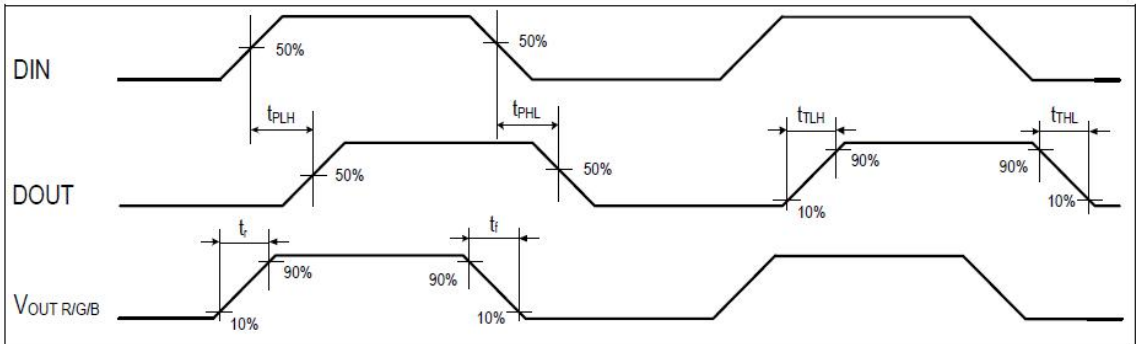 DIN
50%
50%
tPLH
tPHL
tTLH
tTHL
DOUT
50%
50%
90%
10%
90%
10%
tr
tf
VOUT R/G/B
90%
10%
90%
10%